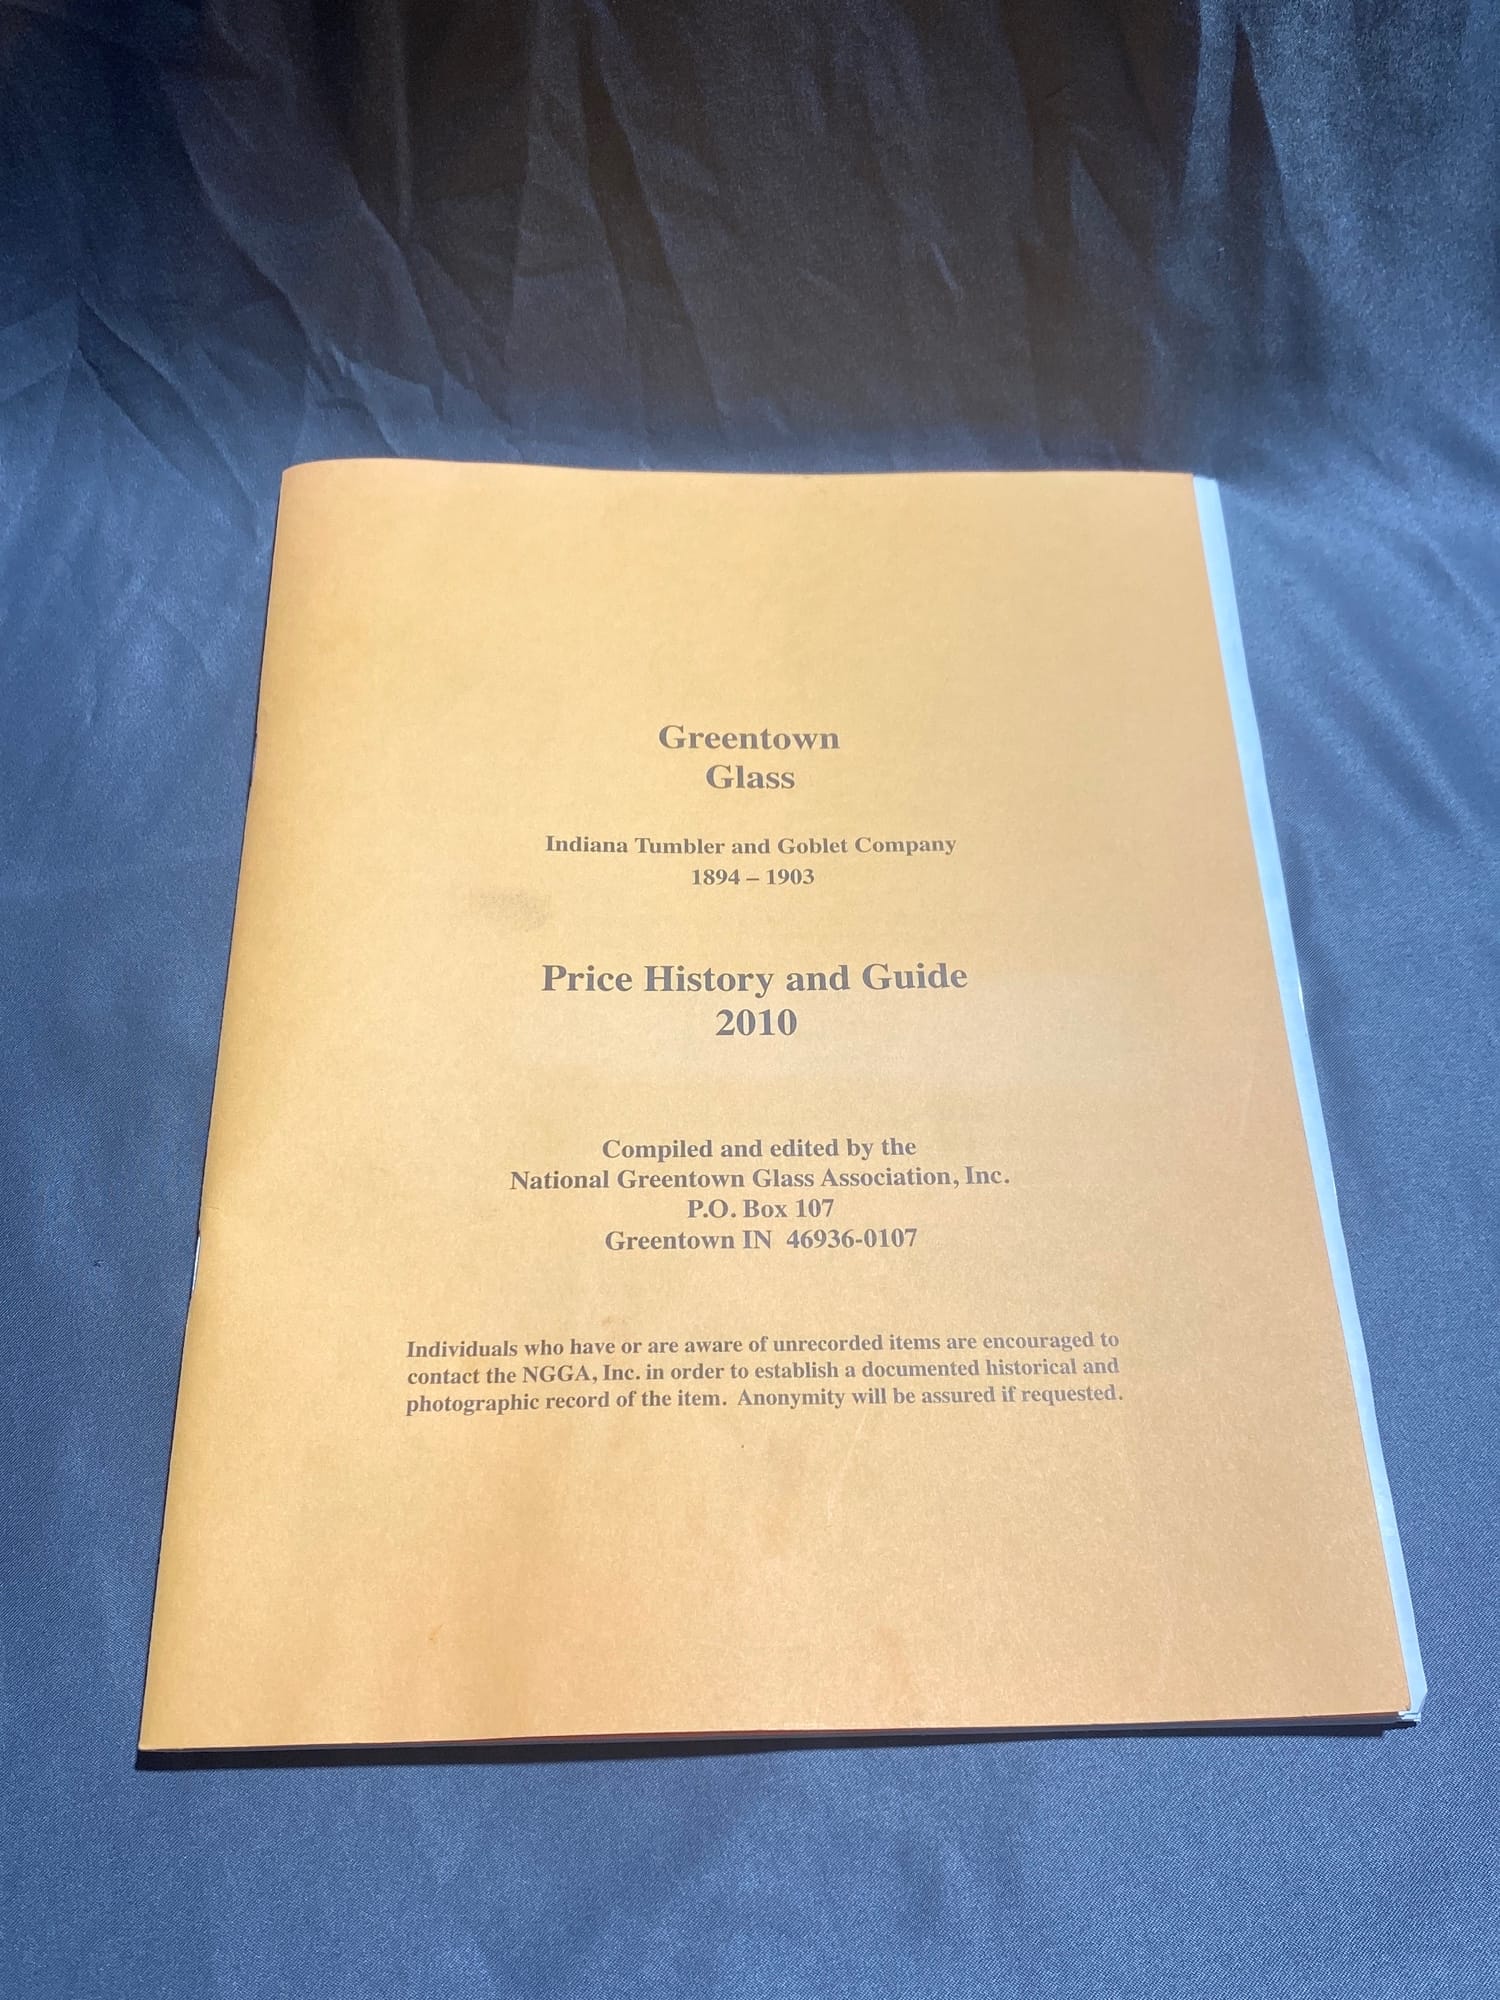 Greentown
Glass
Indiana Tumbler and Goblet Company
1894 – 1903
Price History and Guide
2010
Compiled and edited by the
National Greentown Glass Association, Inc.
P.O. Box 107
Greentown IN  46936-0107
Individuals who have or are aware of unrecorded items are encouraged to
contact the NGGA, Inc. in order to establish a documented historical and
photographic record of the item.  Anonymity will be assured if requested.